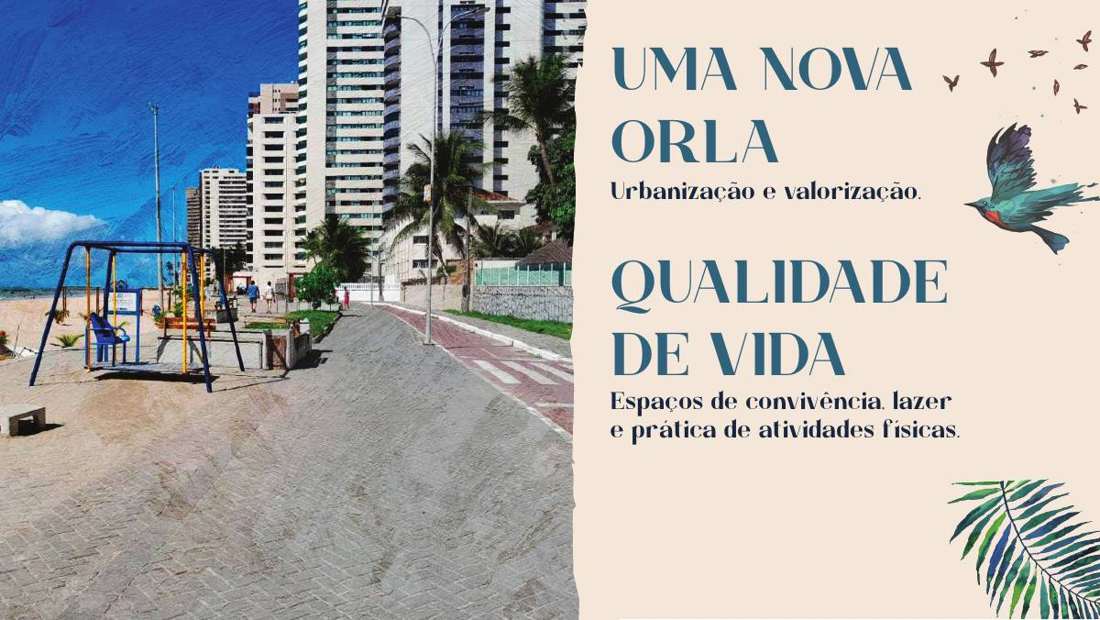 UMA NOVA
ORLA
Urbanização e valorização.
QUALIDADE
DE VIDA
Espaços de convivência, lazer
e prática de atividades físicas.